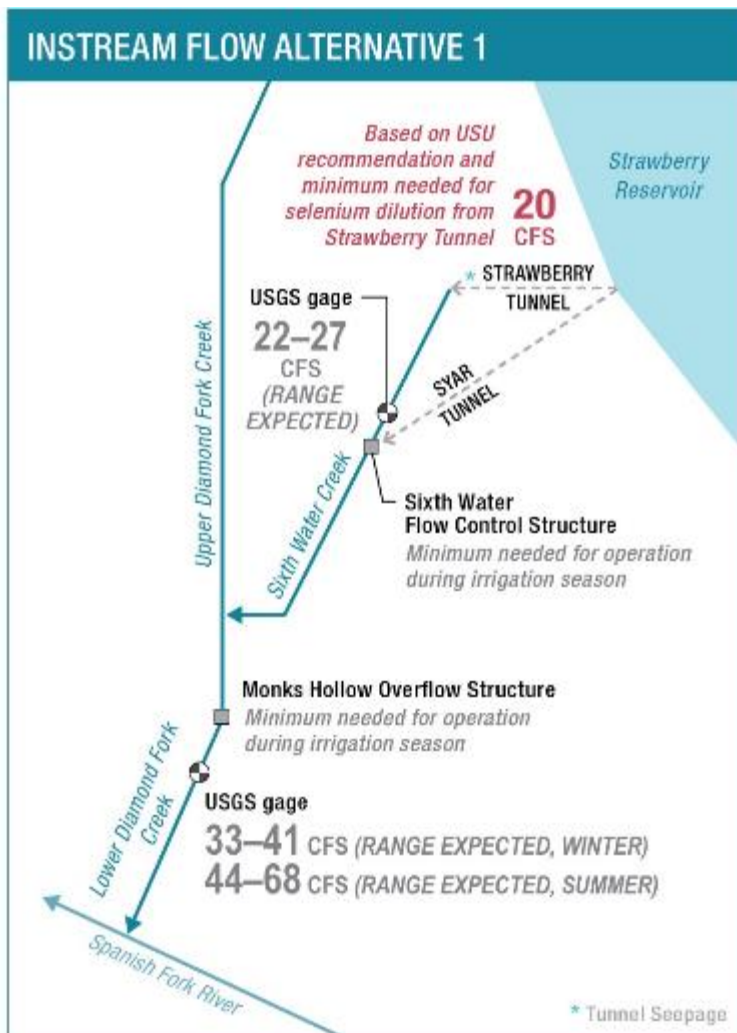 INSTREAM FLOW ALTERNATIVE 1
Based on USU
recommendation and
minimum needed for
selenium dilution from
Strawberry Tunnel
20
CFS
Strawberry
Reservoir
* STRAWBERRY
TUNNEL
USGS gage
22–27
CFS
(RANGE
EXPECTED)
SYAR
TUNNEL
Upper Diamond Fork Creek
Sixth Water Creek
Sixth Water
Flow Control Structure
Minimum needed for operation
during irrigation season
Monks Hollow Overflow Structure
Minimum needed for operation
during irrigation season
Lower Diamond Fork
Creek
USGS gage
33–41 CFS (RANGE EXPECTED, WINTER)
44–68 CFS (RANGE EXPECTED, SUMMER)
Spanish Fork River
* Tunnel Seepage